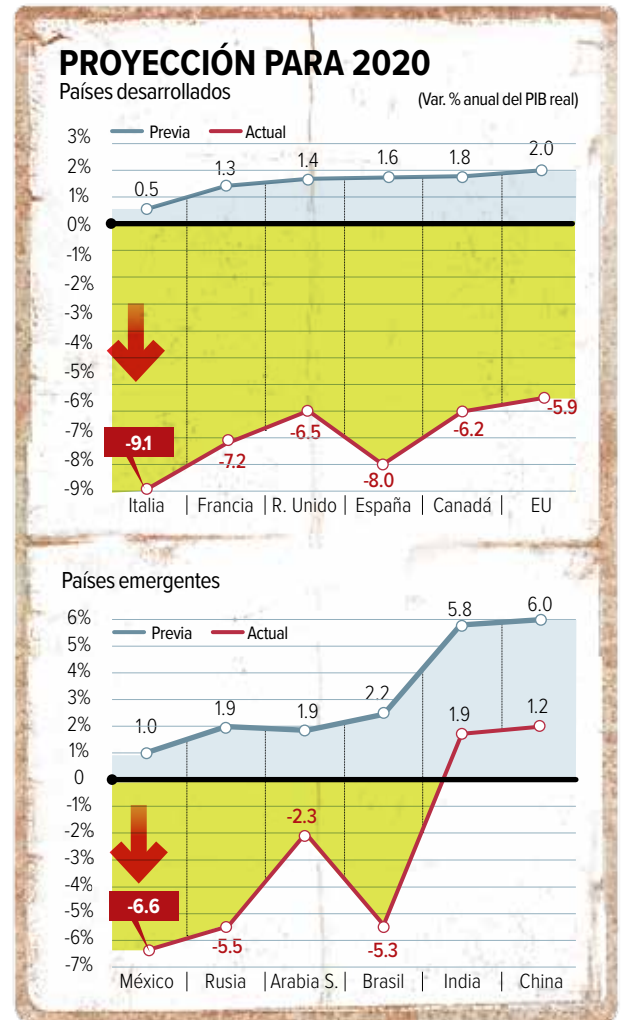 PROYECCIÓN PARA 2020
Países desarrollados
(Var. % anual del PIB real)
Previa Actual
3%
2%
1%
0%
-1%
-2%
-3%
-4%
-5%
-6%
-7%
-8%
-9%
0.5 1.3 1.4 1.6 1.8 2.0
-9.1 -7.2 -6.5 -8.0 -6.2 -5.9
Italia | Francia | R. Unido | España | Canadá | EU
Países emergentes
Previa Actual
6%
5%
4%
3%
2%
1%
0
-1%
-2%
-3%
-4%
-5%
-6%
-7%
1.0 1.9 1.9 2.2 5.8 6.0
-6.6 -5.5 -2.3 -5.3 1.9 1.2
México | Rusia | Arabia S. | Brasil | India | China